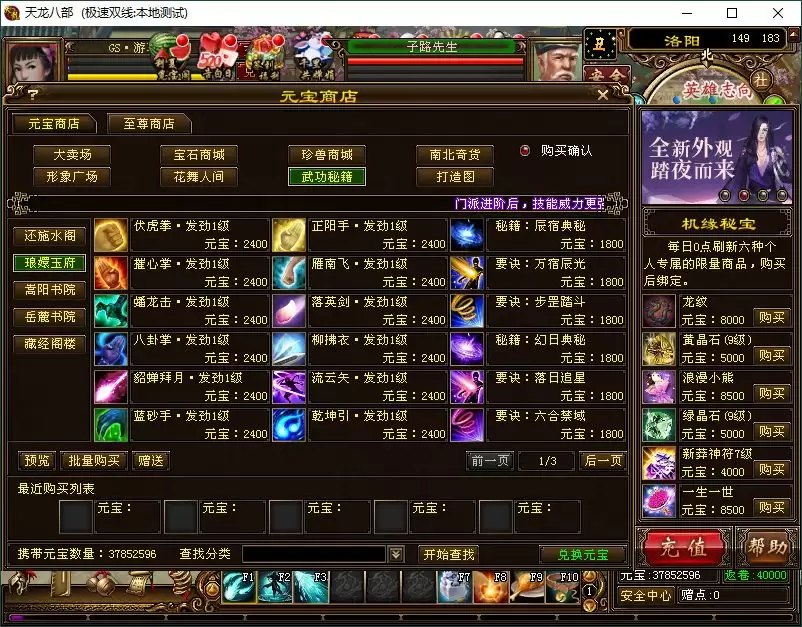 天龙八部 (极速双线:本地测试)
GS·游
子路先生
丑
洛阳 149 183
北
安全
社
英雄志向
? 元宝商店
元宝商店 至尊商店
大卖场 宝石商城 珍兽商城 南北奇货 购买确认
形象广场 花舞人间 武功秘籍 打造图
门派进阶后，技能威力更强
还施水阁
琅嬛玉府
嵩阳书院
岳麓书院
藏经阁楼
伏虎拳·发劲1级 正阳手·发劲1级 秘籍：辰宿典秘
元宝：2400 元宝：2400 元宝：1800
摧心掌·发劲1级 雁南飞·发劲1级 要诀：万宿辰光
元宝：2400 元宝：2400 元宝：1800
蟠龙击·发劲1级 落英剑·发劲1级 要诀：步罡踏斗
元宝：2400 元宝：2400 元宝：1800
八卦掌·发劲1级 柳拂衣·发劲1级 秘籍：幻日典秘
元宝：2400 元宝：2400 元宝：1800
貂蝉拜月·发劲1级 流云矢·发劲1级 要诀：落日追星
元宝：2400 元宝：2400 元宝：1800
蓝砂手·发劲1级 乾坤引·发劲1级 要诀：六合禁域
元宝：2400 元宝：2400 元宝：1800
预览 批量购买 赠送 前一页 1/3 后一页
最近购买列表
元宝： 元宝： 元宝： 元宝： 元宝：
携带元宝数量：37852596 查找分类 开始查找 兑换元宝
全新外观
踏夜而来
机缘秘宝
每日0点刷新六种个
人专属的限量商品，购买
后绑定。
龙纹
元宝：8000 购买
黄晶石(9级)
元宝：5000 购买
浪漫小熊
元宝：8500 购买
绿晶石(9级)
元宝：5000 购买
新莽神符7级
元宝：4000 购买
一生一世
元宝：8500 购买
充值 帮助
元宝:37852596 返卷:40000
安全中心 赠点:0
F1 F2 F3 F7 F8 F9 F10 1